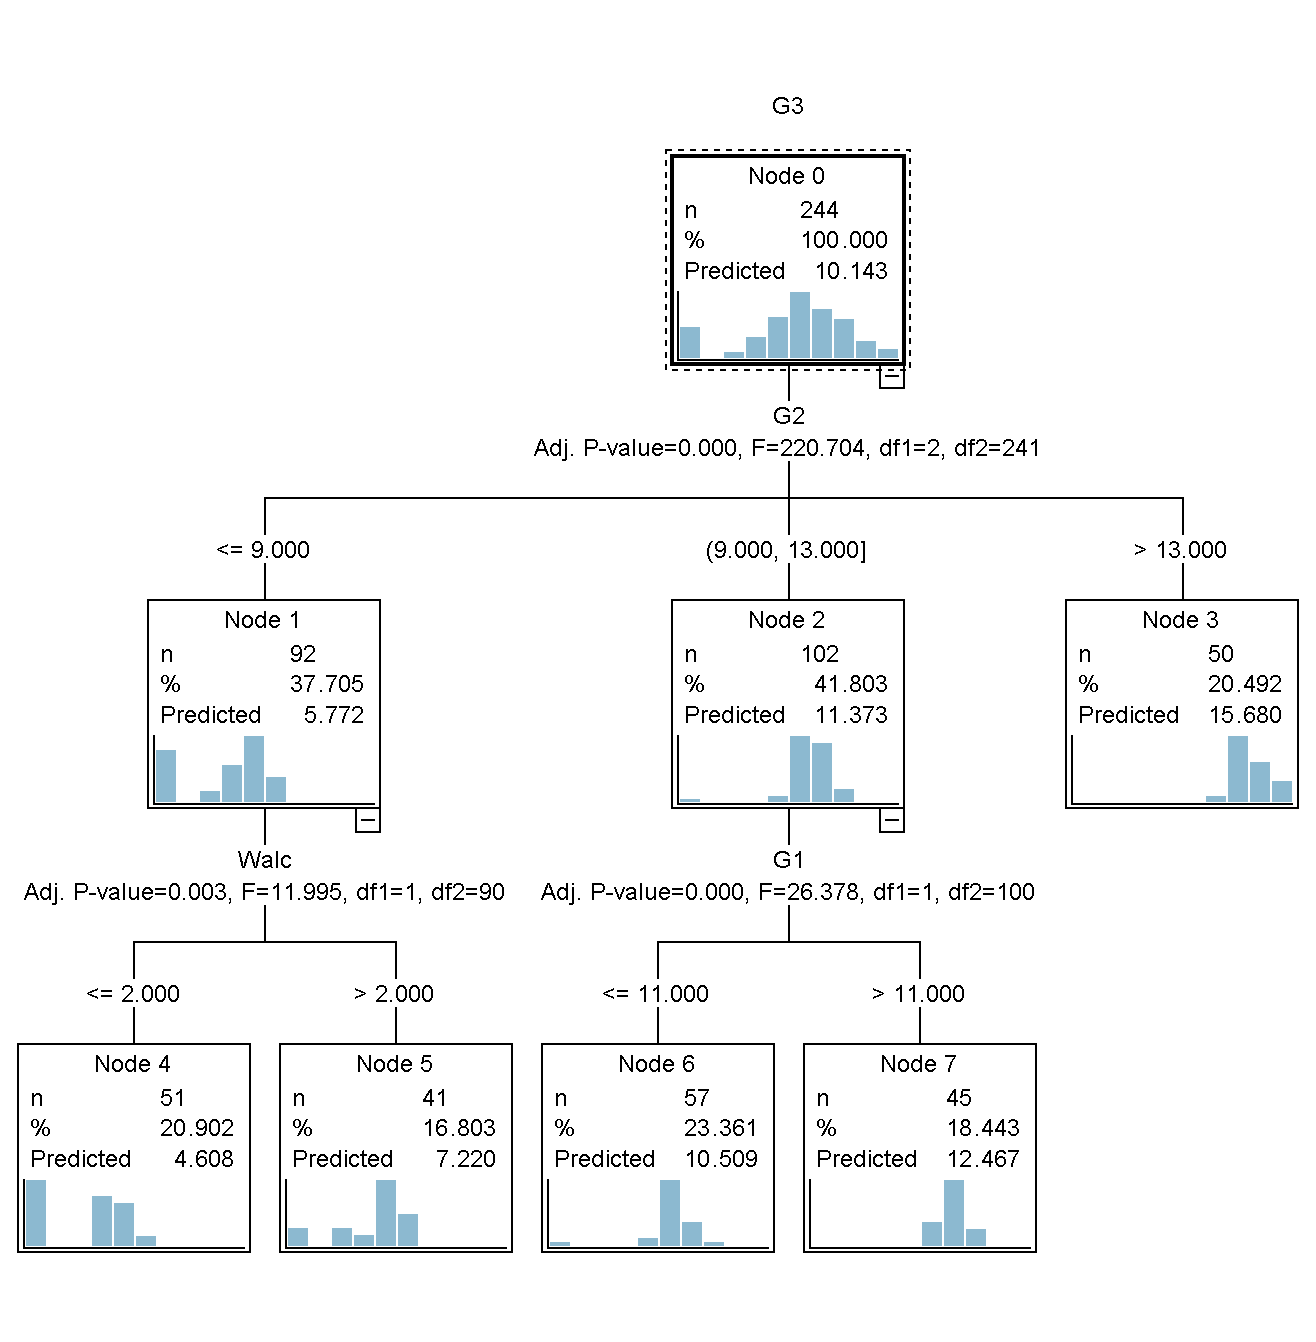 G3
Node 0
n 244
% 100.000
Predicted 10.143
G2
Adj. P-value=0.000, F=220.704, df1=2, df2=241
<= 9.000
(9.000, 13.000]
> 13.000
Node 1
n 92
% 37.705
Predicted 5.772
Node 2
n 102
% 41.803
Predicted 11.373
Node 3
n 50
% 20.492
Predicted 15.680
Walc
Adj. P-value=0.003, F=11.995, df1=1, df2=90
G1
Adj. P-value=0.000, F=26.378, df1=1, df2=100
<= 2.000
> 2.000
<= 11.000
> 11.000
Node 4
n 51
% 20.902
Predicted 4.608
Node 5
n 41
% 16.803
Predicted 7.220
Node 6
n 57
% 23.361
Predicted 10.509
Node 7
n 45
% 18.443
Predicted 12.467